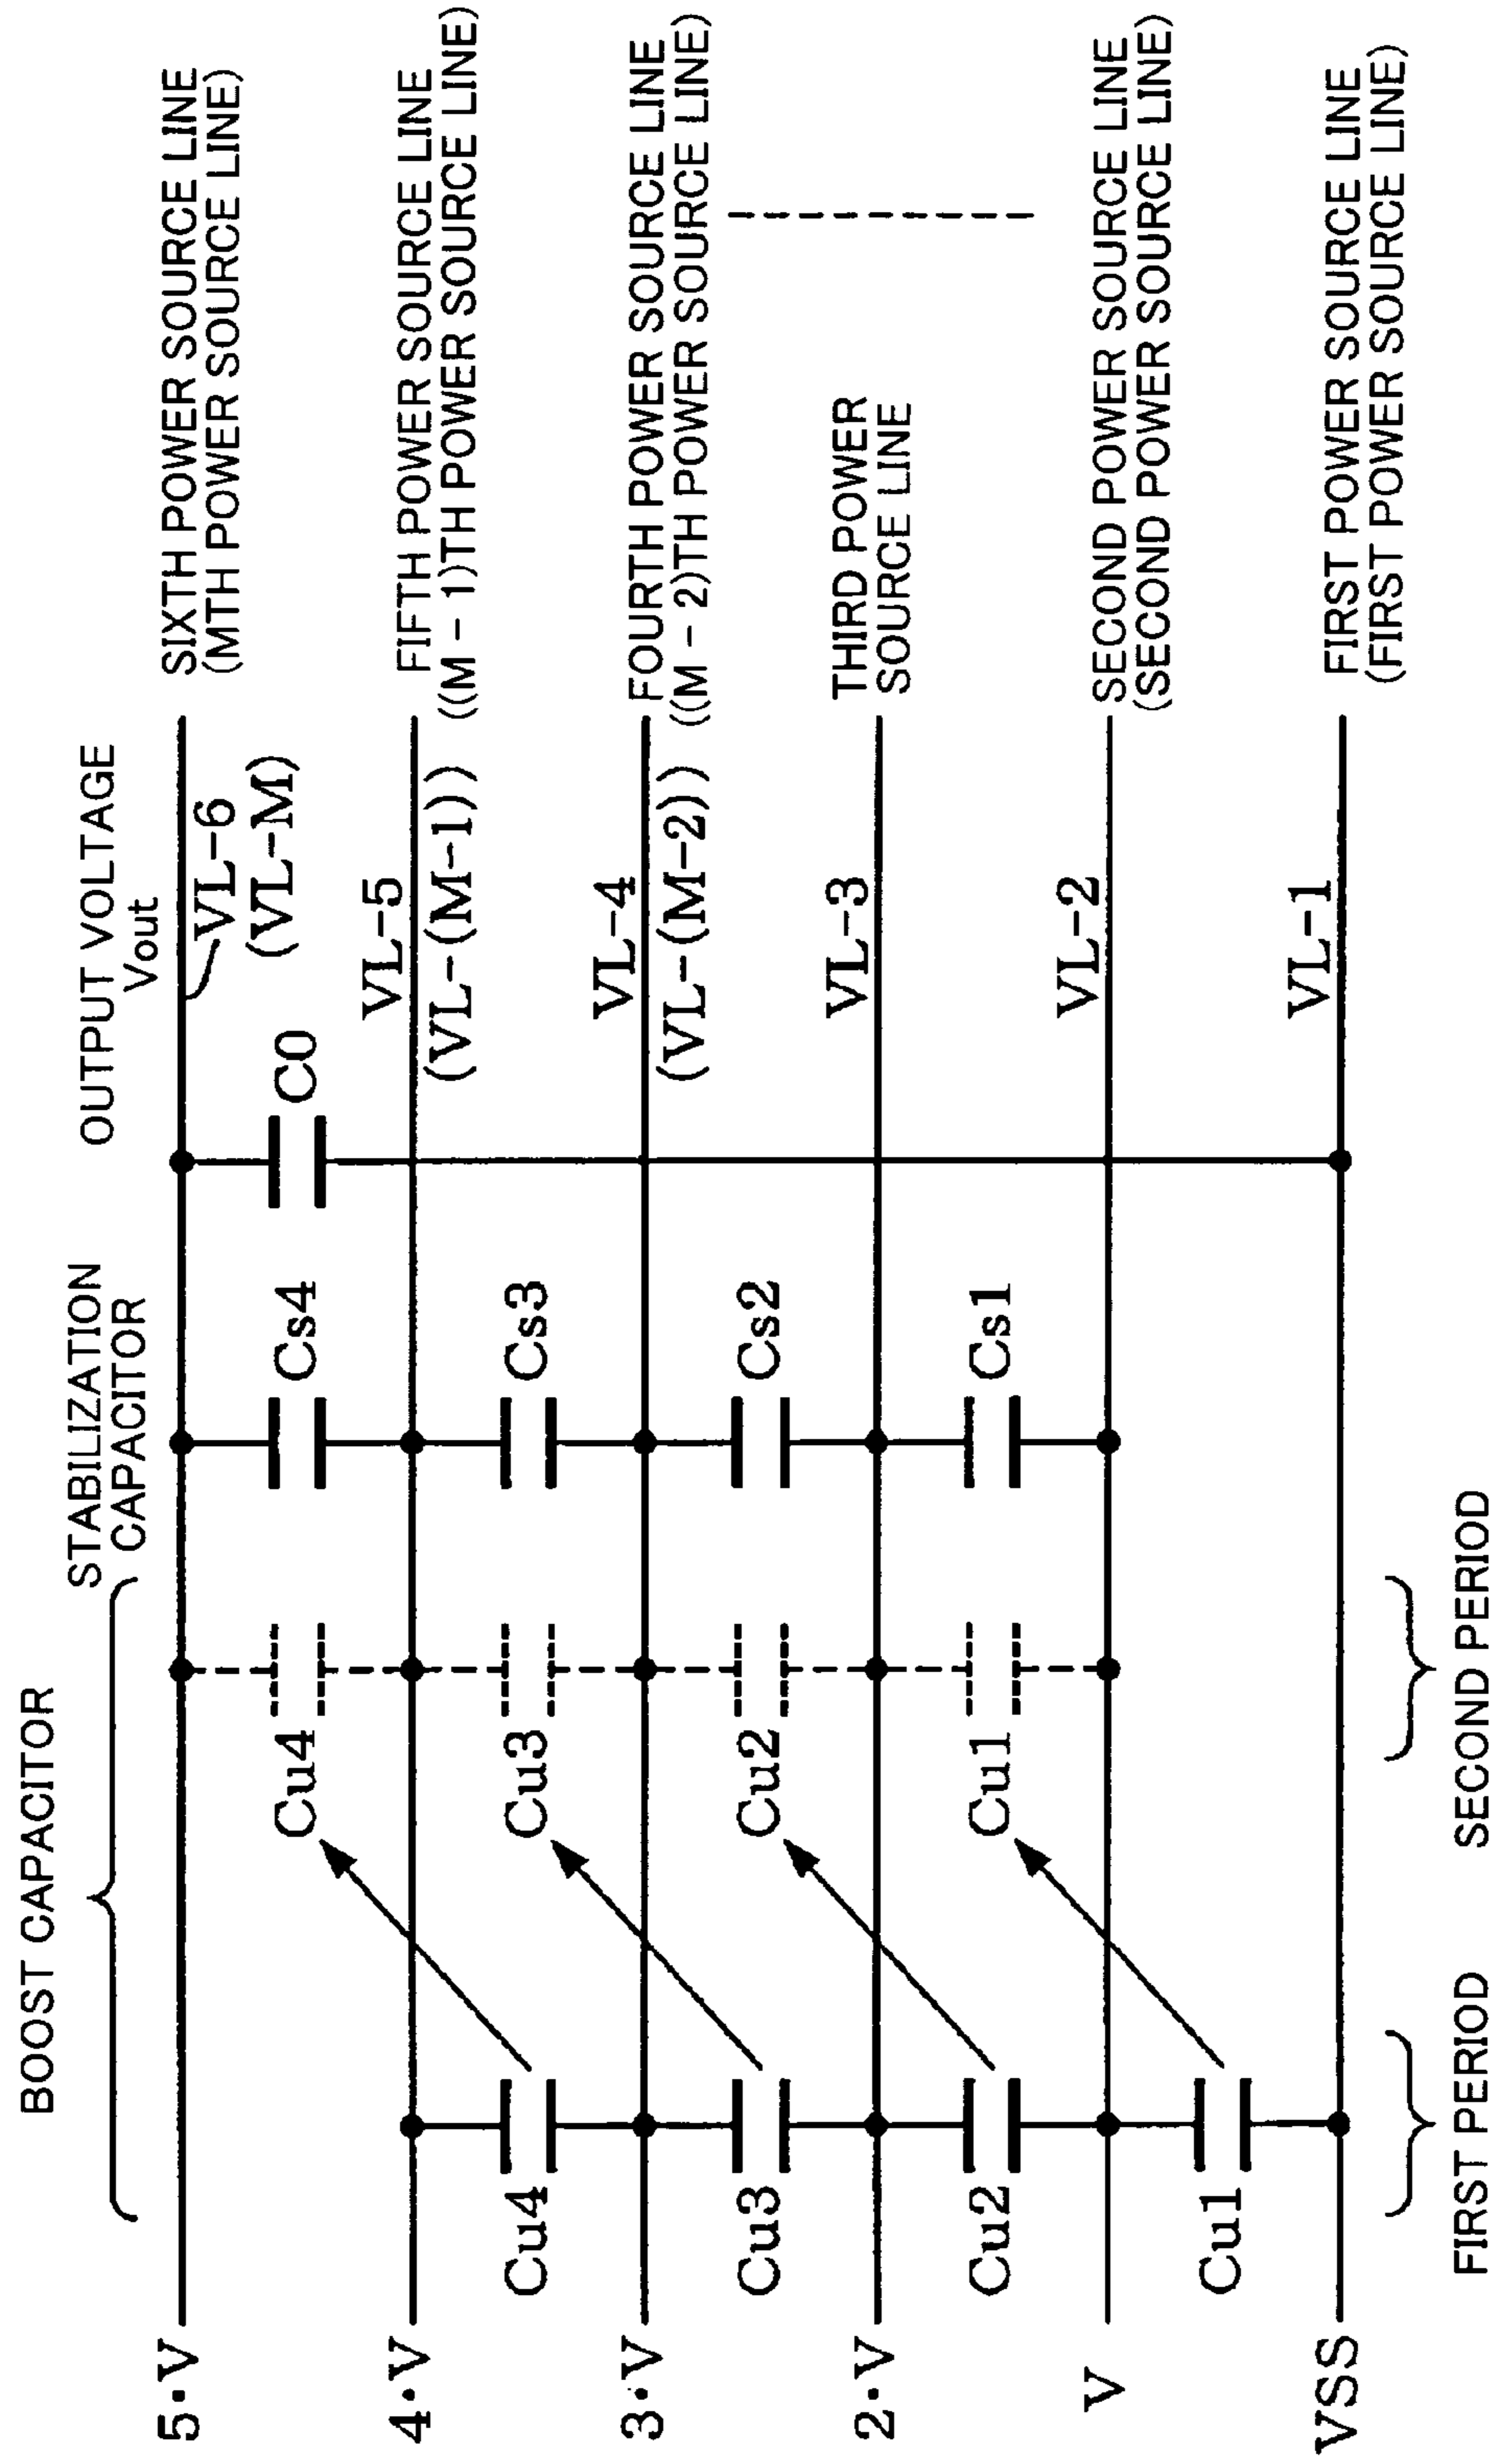 BOOST CAPACITOR
STABILIZATION
CAPACITOR
OUTPUT VOLTAGE
Vout
5·V
VL-6
(VL-M)
SIXTH POWER SOURCE LINE
(MTH POWER SOURCE LINE)
Cu4
Cs4
C0
4·V
VL-5
(VL-(M-1))
FIFTH POWER SOURCE LINE
((M - 1)TH POWER SOURCE LINE)
Cu4
Cu3
Cs3
3·V
VL-4
(VL-(M-2))
FOURTH POWER SOURCE LINE
((M - 2)TH POWER SOURCE LINE)
Cu3
Cu2
Cs2
2·V
VL-3
THIRD POWER
SOURCE LINE
Cu2
Cu1
Cs1
V
VL-2
SECOND POWER SOURCE LINE
(SECOND POWER SOURCE LINE)
Cu1
VSS
VL-1
FIRST POWER SOURCE LINE
(FIRST POWER SOURCE LINE)
FIRST PERIOD
SECOND PERIOD